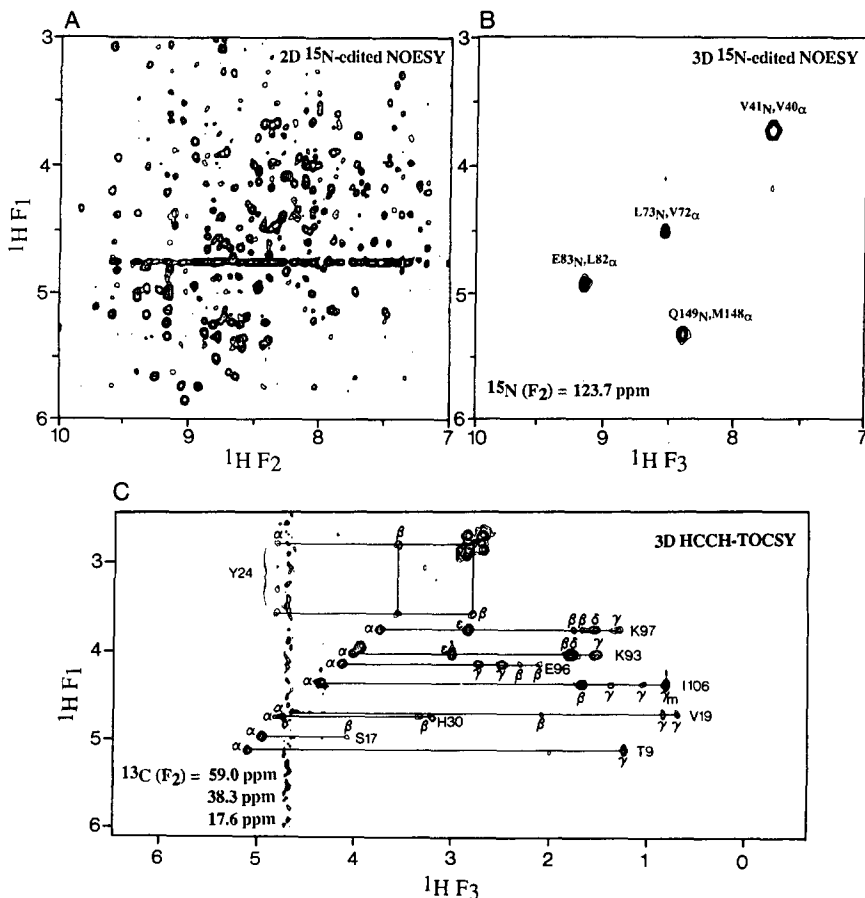 A
2D 15N-edited NOESY
3
4
5
6
10
9
8
7
1H F1
1H F2
B
3D 15N-edited NOESY
3
4
5
6
V41N,V40α
L73N,V72α
E83N,L82α
Q149N,M148α
15N (F2) = 123.7 ppm
10
9
8
7
1H F3
C
3D HCCH-TOCSY
1H F1
3
4
5
6
α β
Y24
β
β β δ γ
α ε K97
β δ
α ε γ K93
α E96
γ γ β β
α I106
β γ γ γm
α β H30 β γ γ V19
β
α β S17
α T9
γ
13C (F2) = 59.0 ppm
38.3 ppm
17.6 ppm
6
5
4
3
2
1
0
1H F3